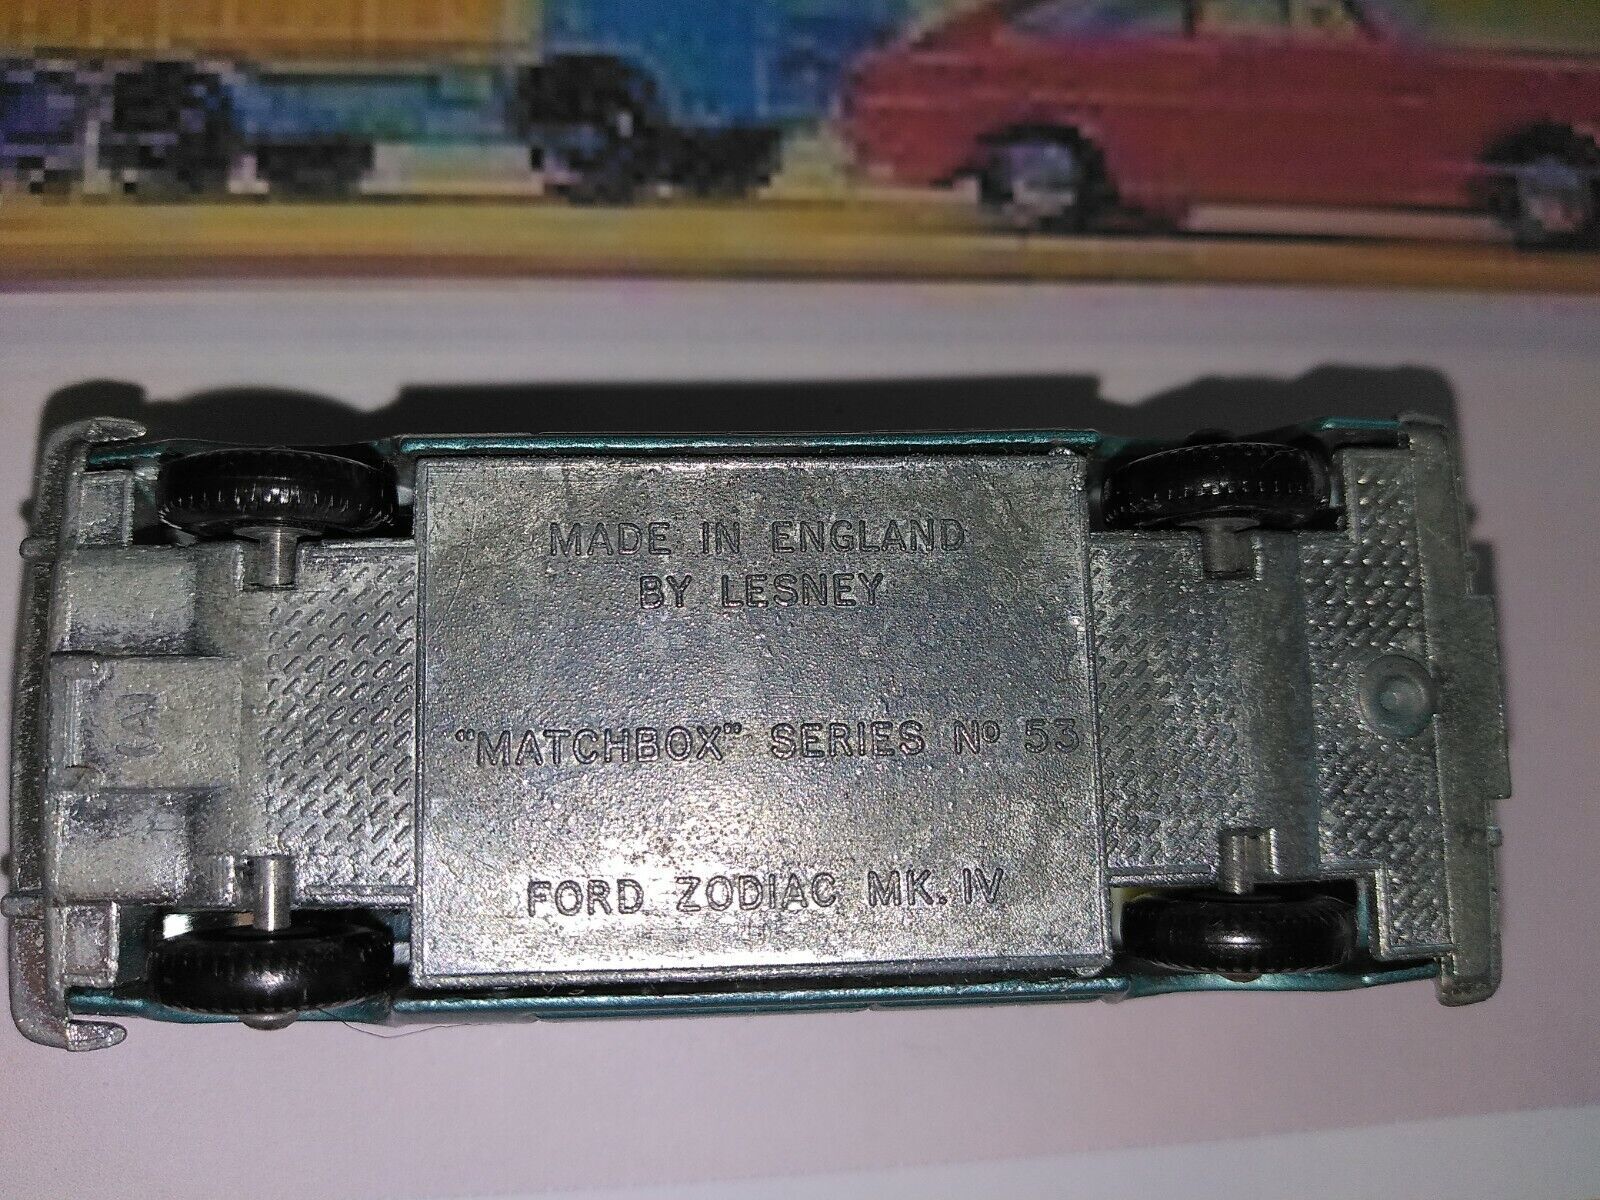 MADE IN ENGLAND
BY LESNEY
"MATCHBOX" SERIES Nº 53
FORD ZODIAC MK. IV
(A)